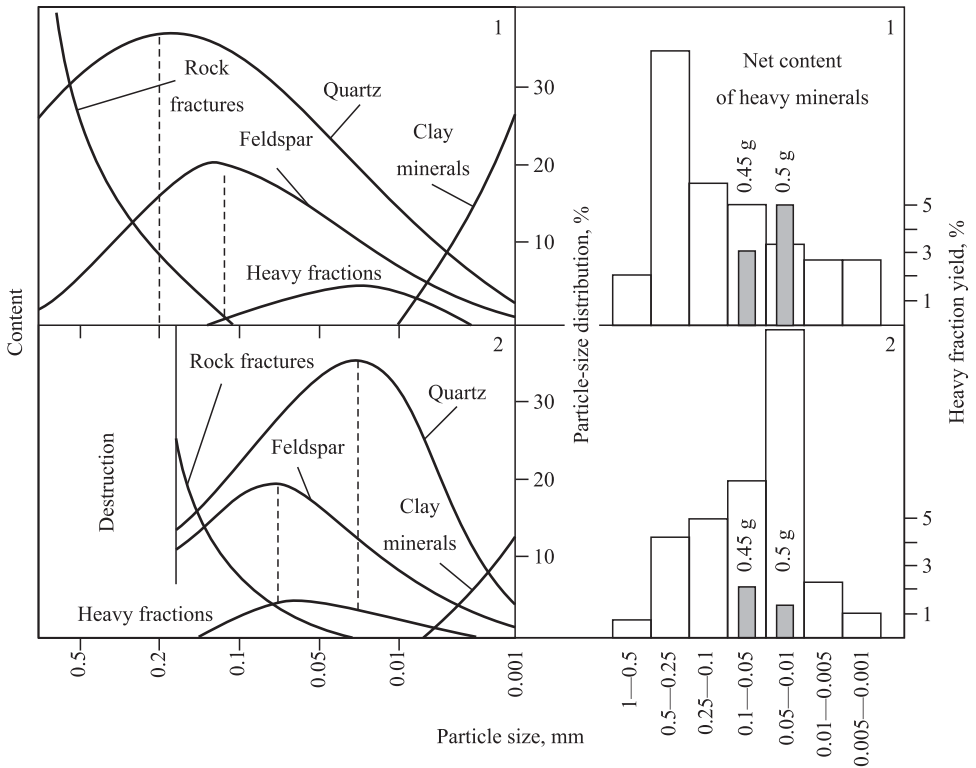 1
Rock
fractures
Quartz
Feldspar
Clay
minerals
Heavy fractions
30
20
10
Content
2
Rock fractures
Quartz
Feldspar
Clay
minerals
Heavy fractions
Destruction
30
20
10
0.5
0.2
0.1
0.05
0.01
0.001
Particle size, mm
Particle-size distribution, %
1
Net content
of heavy minerals
0.45 g
0.5 g
5
3
1
2
0.45 g
0.5 g
5
3
1
Heavy fraction yield, %
1—0.5
0.5—0.25
0.25—0.1
0.1—0.05
0.05—0.01
0.01—0.005
0.005—0.001